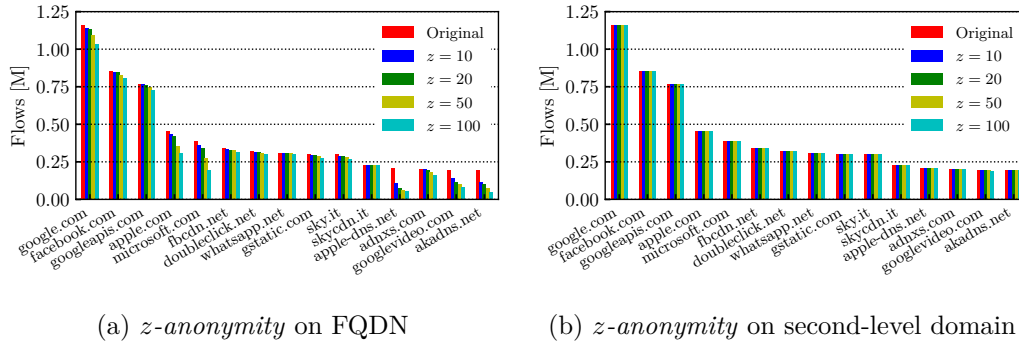 1.25
1.00
0.75
0.50
0.25
0.00
Flows [M]
Original
z = 10
z = 20
z = 50
z = 100
google.com
facebook.com
googleapis.com
apple.com
microsoft.com
fbcdn.net
doubleclick.net
whatsapp.net
gstatic.com
sky.it
skycdn.it
apple-dns.net
adnxs.com
googlevideo.com
akadns.net
(a) z-anonymity on FQDN
1.25
1.00
0.75
0.50
0.25
0.00
Flows [M]
Original
z = 10
z = 20
z = 50
z = 100
google.com
facebook.com
googleapis.com
apple.com
microsoft.com
fbcdn.net
doubleclick.net
whatsapp.net
gstatic.com
sky.it
skycdn.it
apple-dns.net
adnxs.com
googlevideo.com
akadns.net
(b) z-anonymity on second-level domain